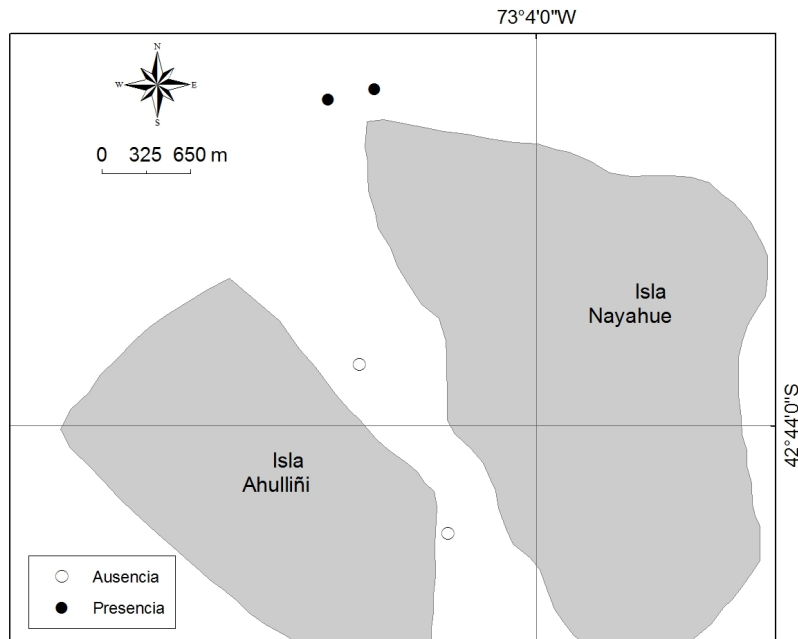 73°4'0"W
N
W E
S
0 325 650 m
Isla
Nayahue
42°44'0"S
Isla
Ahulliñi
Ausencia
Presencia